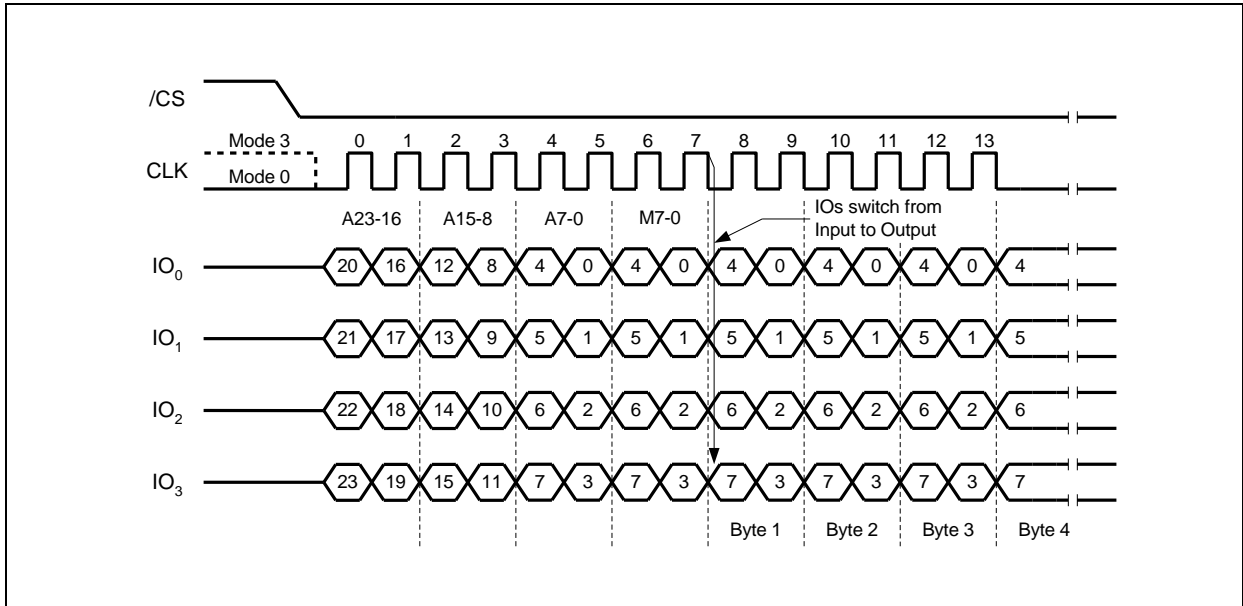 /CS
Mode 3 0 1 2 3 4 5 6 7 8 9 10 11 12 13
CLK
Mode 0
IOs switch from
Input to Output
A23-16 A15-8 A7-0 M7-0
IO0 20 16 12 8 4 0 4 0 4 0 4 0 4 0 4
IO1 21 17 13 9 5 1 5 1 5 1 5 1 5 1 5
IO2 22 18 14 10 6 2 6 2 6 2 6 2 6 2 6
IO3 23 19 15 11 7 3 7 3 7 3 7 3 7 3 7
Byte 1 Byte 2 Byte 3 Byte 4